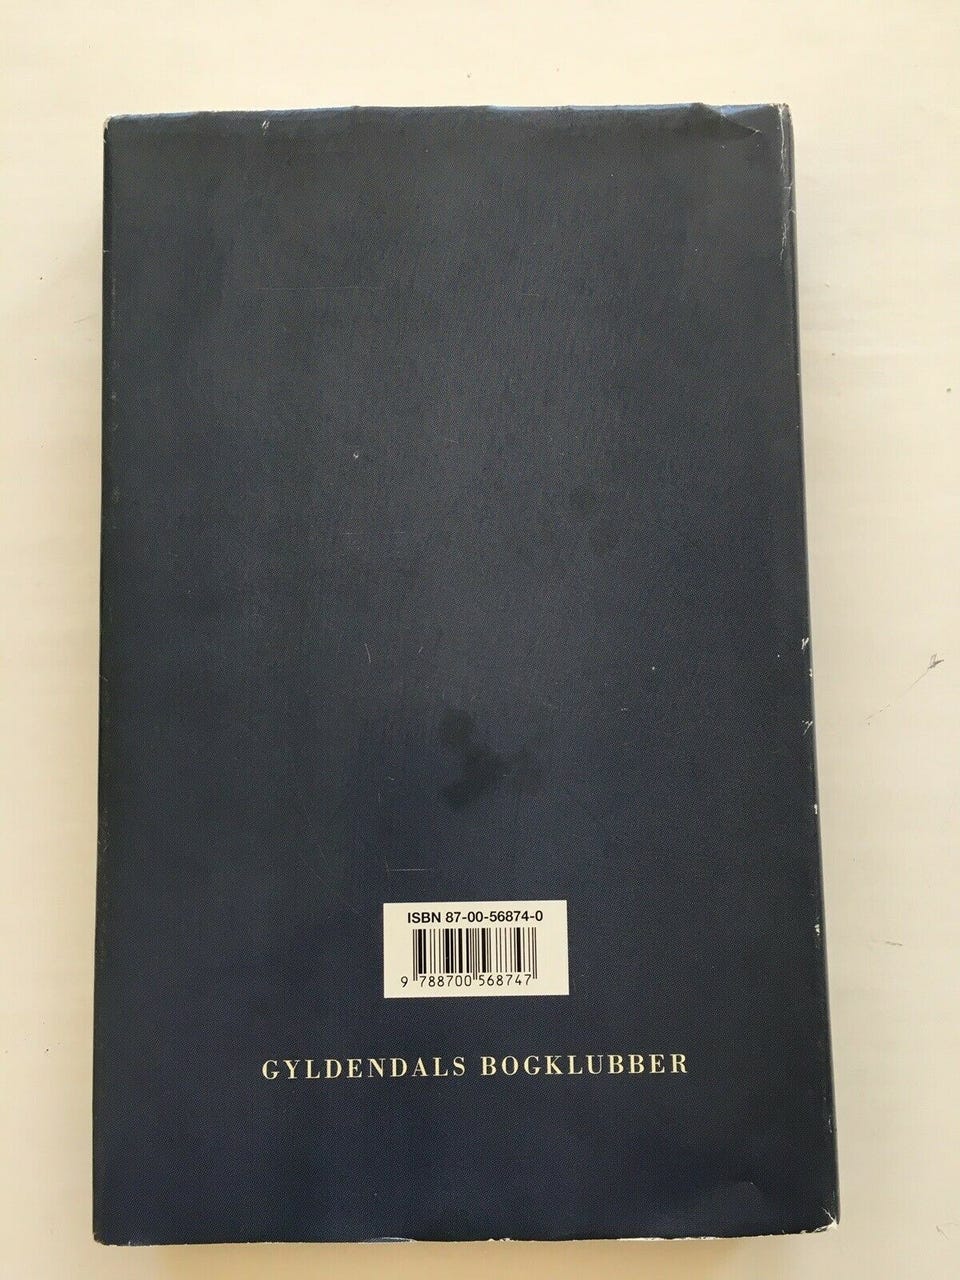 ISBN 87-00-56874-0
9 788700 568747
GYLDENDALS BOGKLUBBER